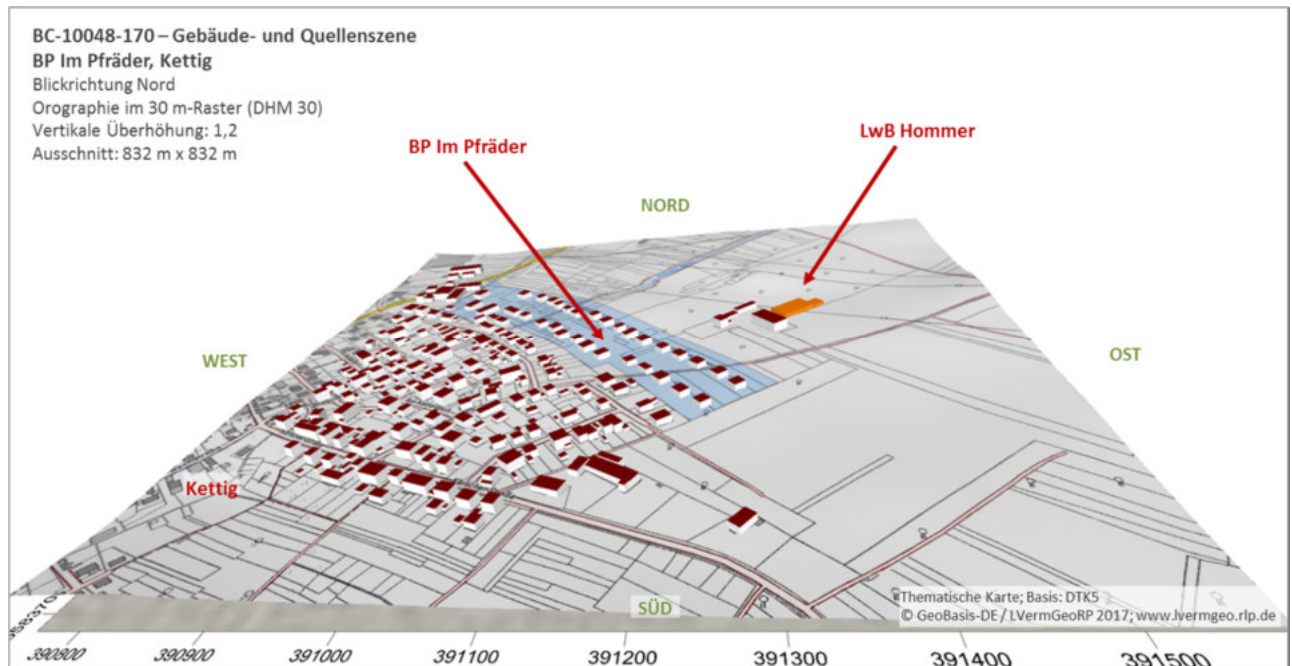 BC-10048-170 – Gebäude- und Quellenszene
BP Im Pfräder, Kettig
Blickrichtung Nord
Orographie im 30 m-Raster (DHM 30)
Vertikale Überhöhung: 1,2
Ausschnitt: 832 m x 832 m
LwB Hommer
BP Im Pfräder
NORD
WEST
OST
Kettig
SÜD
Thematische Karte; Basis: DTK5
© GeoBasis-DE / LVermGeoRP 2017; www.lvermgeo.rlp.de
390800 390900 391000 391100 391200 391300 391400 391500